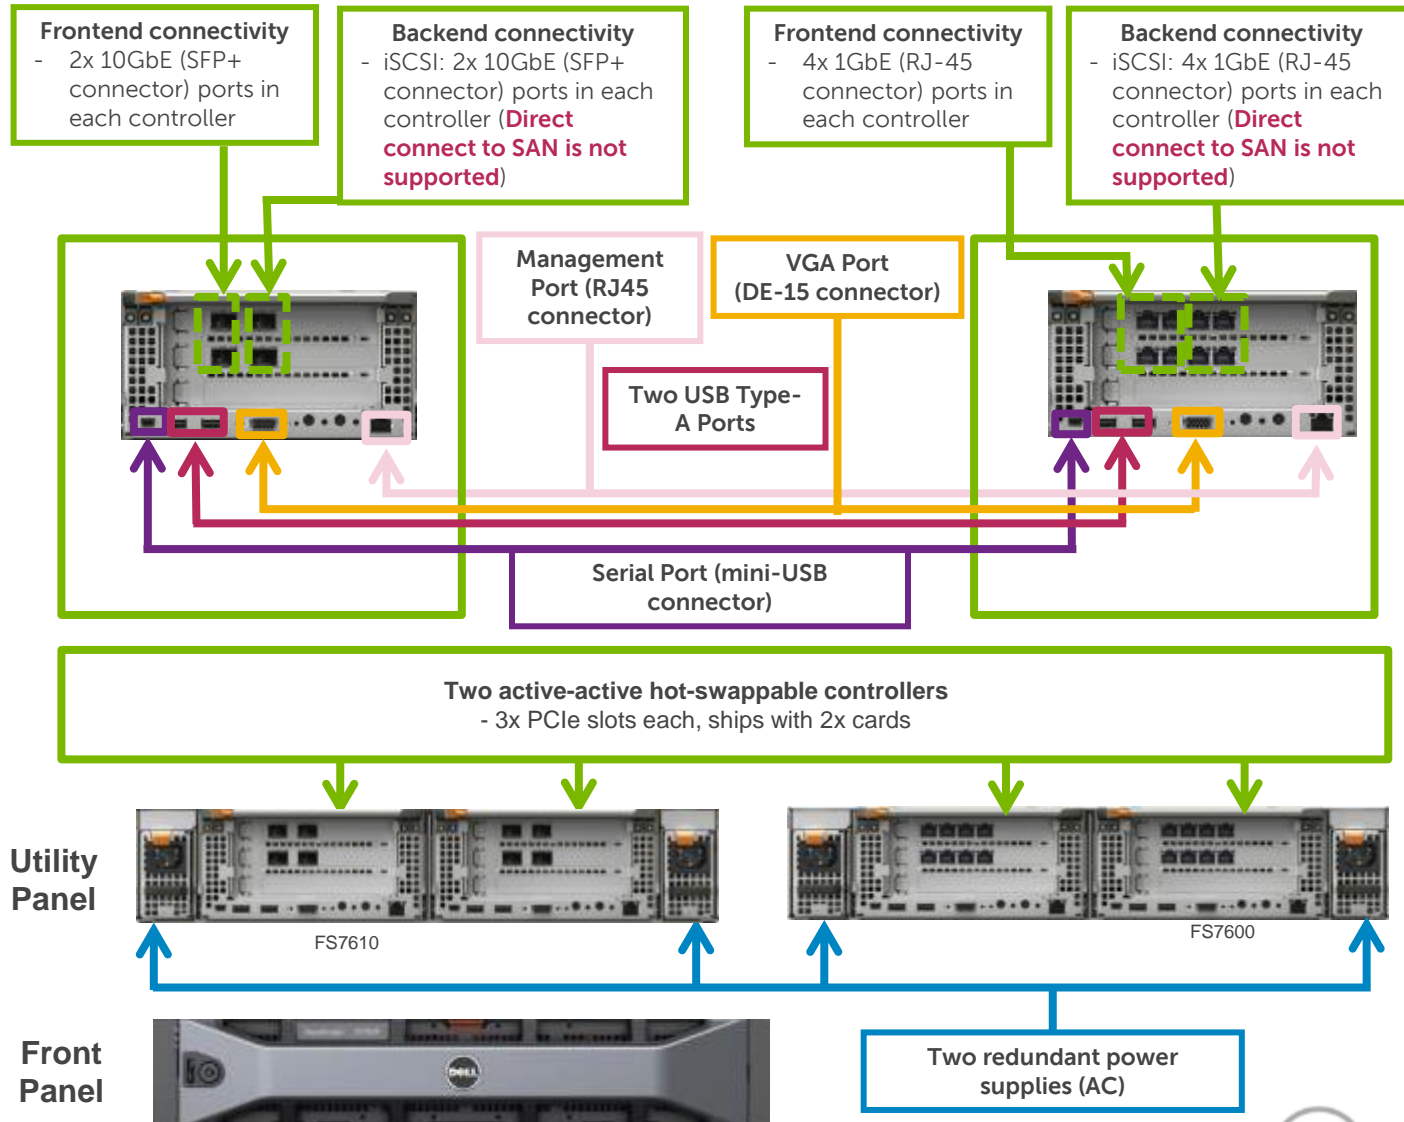 Frontend connectivity
- 2x 10GbE (SFP+
connector) ports in
each controller
Backend connectivity
- iSCSI: 2x 10GbE (SFP+
connector) ports in each
controller (Direct
connect to SAN is not
supported)
Frontend connectivity
- 4x 1GbE (RJ-45
connector) ports in
each controller
Backend connectivity
- iSCSI: 4x 1GbE (RJ-45
connector) ports in each
controller (Direct
connect to SAN is not
supported)
Management
Port (RJ45
connector)
VGA Port
(DE-15 connector)
Two USB Type-
A Ports
Serial Port (mini-USB
connector)
Two active-active hot-swappable controllers
- 3x PCIe slots each, ships with 2x cards
Utility
Panel
FS7610
FS7600
Front
Panel
DELL
Two redundant power
supplies (AC)